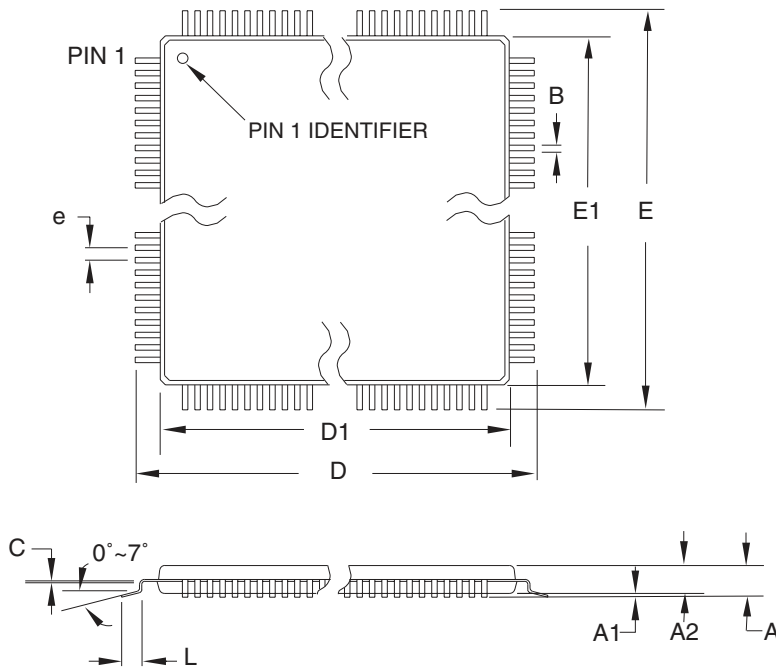 PIN 1
PIN 1 IDENTIFIER
B
e
E1
E
D1
D
C
0°~7°
L
A1
A2
A